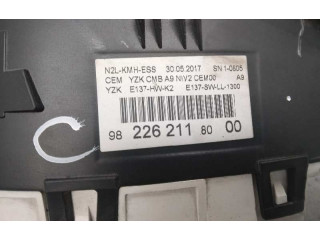 N2L-KMH-ESS 30.05.2017 SN 1-0505
CEM YZK CMB A9 NIV2 CEM00 A9
YZK E137-HW-K2 E137-SW-LL-1300
98 226 211 80 00